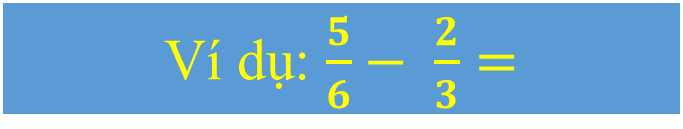 Ví dụ: 5/6 − 2/3 =